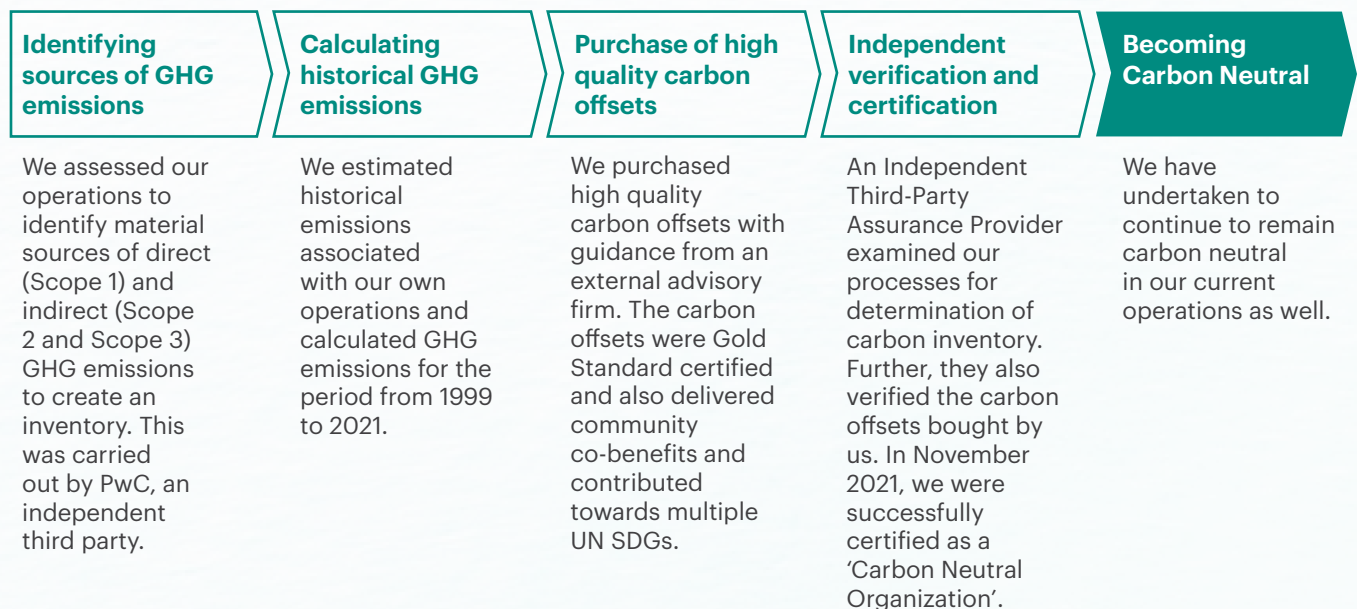 Identifying
sources of GHG
emissions
We assessed our
operations to
identify material
sources of direct
(Scope 1) and
indirect (Scope
2 and Scope 3)
GHG emissions
to create an
inventory. This
was carried
out by PwC, an
independent
third party.
Calculating
historical GHG
emissions
We estimated
historical
emissions
associated
with our own
operations and
calculated GHG
emissions for the
period from 1999
to 2021.
Purchase of high
quality carbon
offsets
We purchased
high quality
carbon offsets with
guidance from an
external advisory
firm. The carbon
offsets were Gold
Standard certified
and also delivered
community
co-benefits and
contributed
towards multiple
UN SDGs.
Independent
verification and
certification
An Independent
Third-Party
Assurance Provider
examined our
processes for
determination of
carbon inventory.
Further, they also
verified the carbon
offsets bought by
us. In November
2021, we were
successfully
certified as a
‘Carbon Neutral
Organization’.
Becoming
Carbon Neutral
We have
undertaken to
continue to remain
carbon neutral
in our current
operations as well.